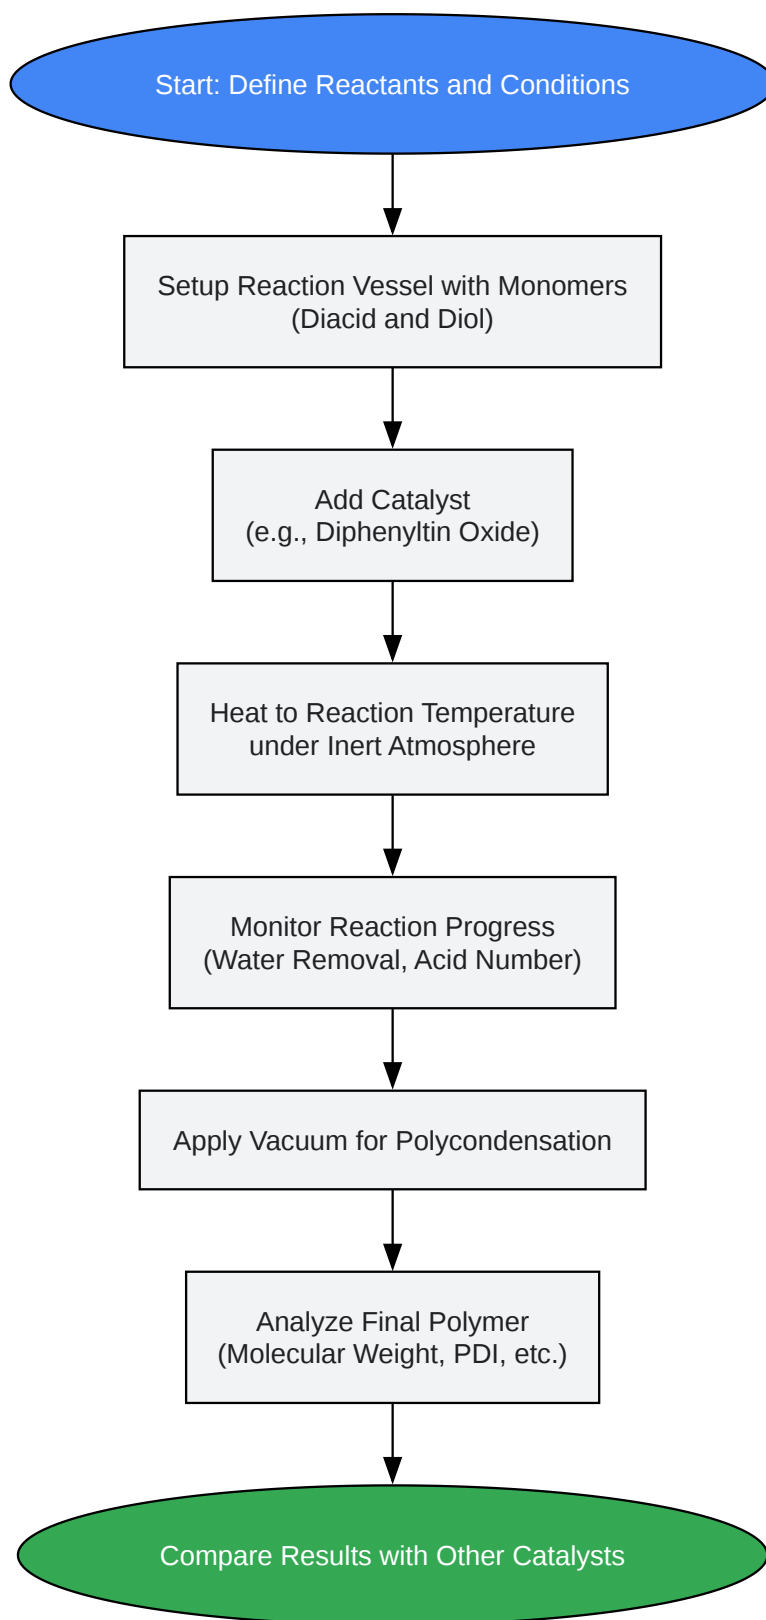 Start: Define Reactants and Conditions
Setup Reaction Vessel with Monomers
(Diacid and Diol)
Add Catalyst
(e.g., Diphenyltin Oxide)
Heat to Reaction Temperature
under Inert Atmosphere
Monitor Reaction Progress
(Water Removal, Acid Number)
Apply Vacuum for Polycondensation
Analyze Final Polymer
(Molecular Weight, PDI, etc.)
Compare Results with Other Catalysts